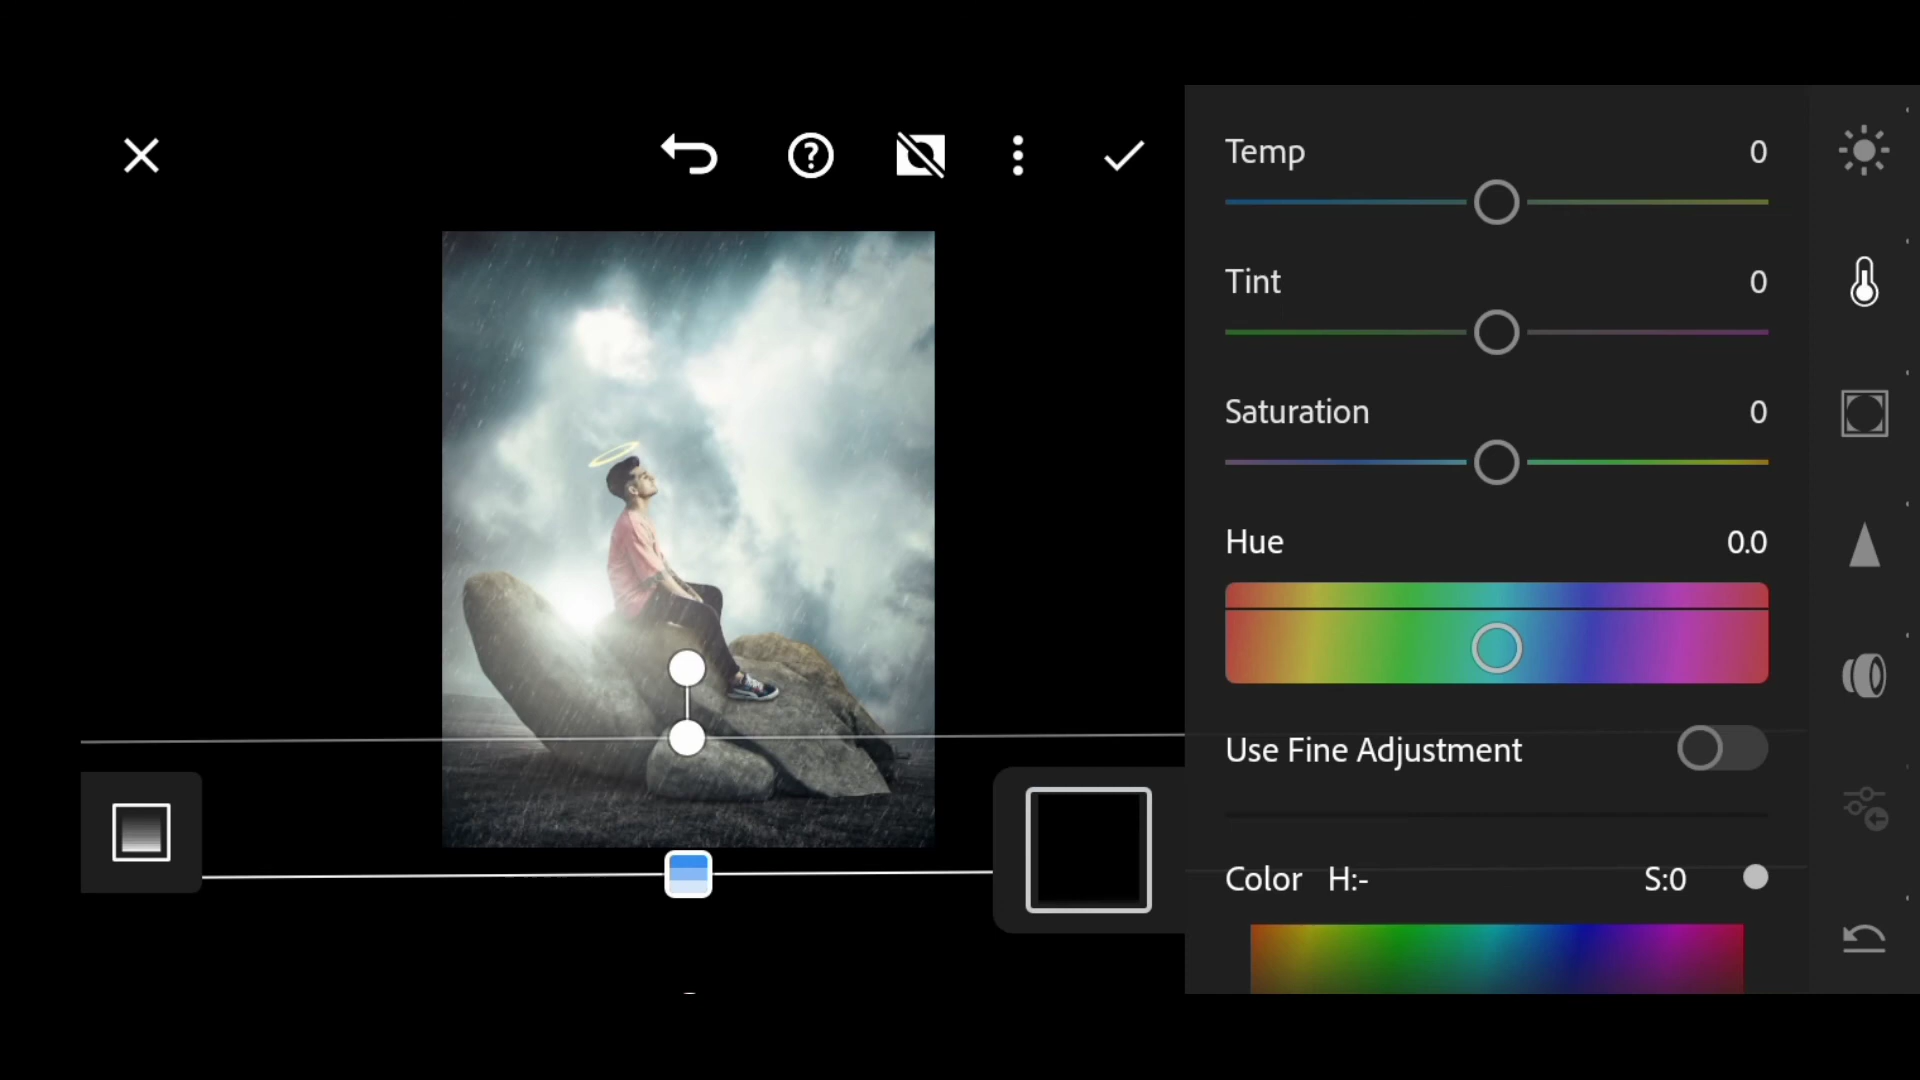 Temp 0
Tint 0
Saturation 0
Hue 0.0
Use Fine Adjustment
Color H:- S:0